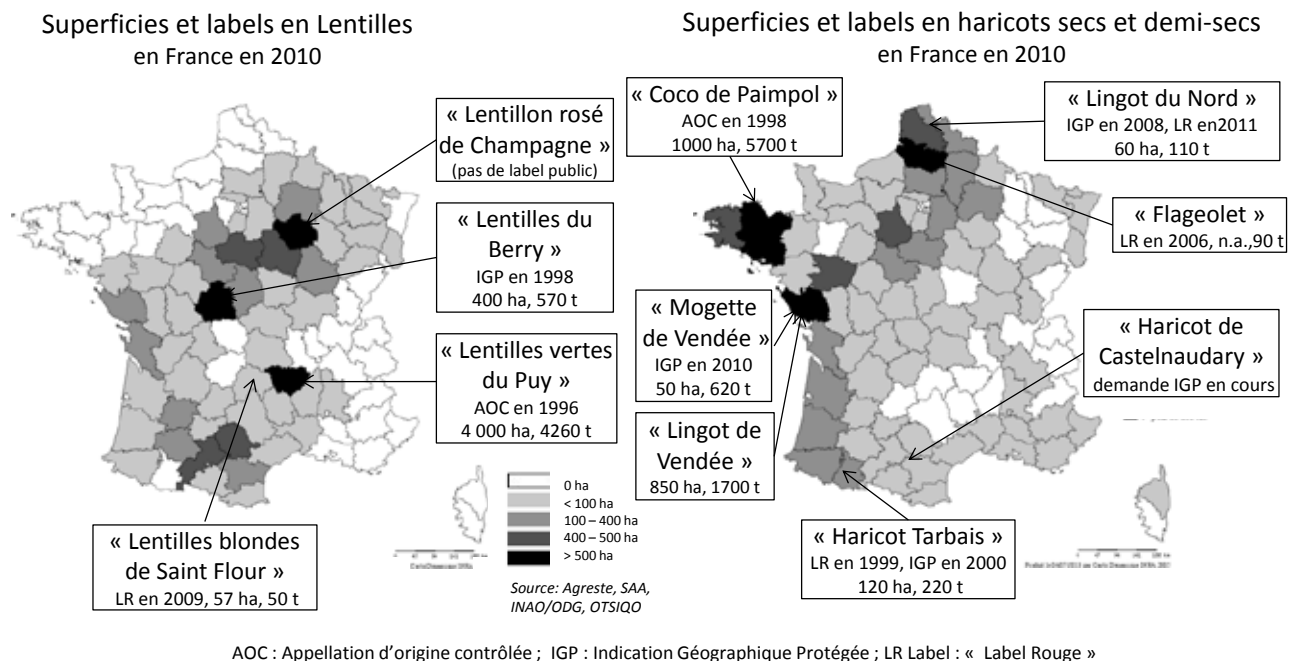 Superficies et labels en Lentilles
en France en 2010
Superficies et labels en haricots secs et demi-secs
en France en 2010
« Lentillon rosé
de Champagne »
(pas de label public)
« Lentilles du
Berry »
IGP en 1998
400 ha, 570 t
« Lentilles vertes
du Puy »
AOC en 1996
4 000 ha, 4260 t
« Lentilles blondes
de Saint Flour »
LR en 2009, 57 ha, 50 t
0 ha
< 100 ha
100 – 400 ha
400 – 500 ha
> 500 ha
Source: Agreste, SAA,
INAO/ODG, OTSIQO
« Coco de Paimpol »
AOC en 1998
1000 ha, 5700 t
« Lingot du Nord »
IGP en 2008, LR en2011
60 ha, 110 t
« Flageolet »
LR en 2006, n.a.,90 t
« Mogette
de Vendée »
IGP en 2010
50 ha, 620 t
« Haricot de
Castelnaudary »
demande IGP en cours
« Lingot de
Vendée »
850 ha, 1700 t
« Haricot Tarbais »
LR en 1999, IGP en 2000
120 ha, 220 t
AOC : Appellation d'origine contrôlée ; IGP : Indication Géographique Protégée ; LR Label : « Label Rouge »